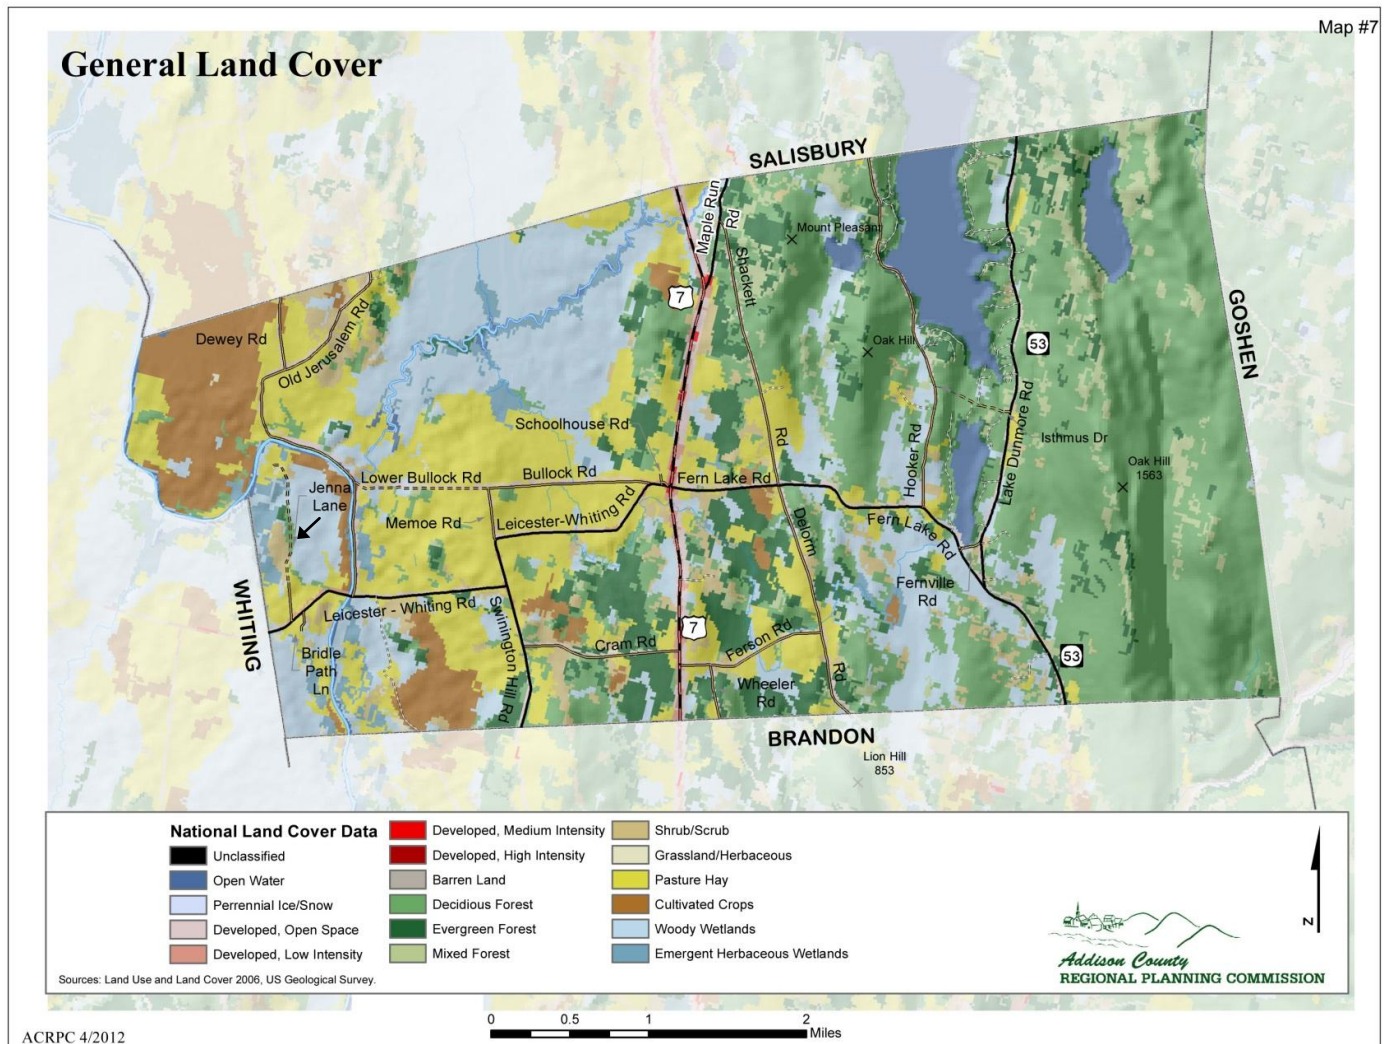 Map #7
General Land Cover
SALISBURY
Maple Run
Rd
Mount Pleasant
Shackett
7
GOSHEN
Dewey Rd
Old Jerusalem Rd
Oak Hill
53
Schoolhouse Rd
Rd
Hooker Rd
Lake Dunmore Rd
Isthmus Dr
Oak Hill
1563
Lower Bullock Rd
Bullock Rd
Fern Lake Rd
Jenna
Lane
Memoe Rd
Leicester-Whiting Rd
Delorm
Fern Lake Rd
WHITING
Leicester - Whiting Rd
Swinington Hill Rd
Fernville
Rd
7
Cram Rd
Ferson Rd
53
Bridle
Path
Ln
Wheeler
Rd
Rd
BRANDON
Lion Hill
853
National Land Cover Data
Unclassified
Open Water
Perrennial Ice/Snow
Developed, Open Space
Developed, Low Intensity
Developed, Medium Intensity
Developed, High Intensity
Barren Land
Decidious Forest
Evergreen Forest
Mixed Forest
Shrub/Scrub
Grassland/Herbaceous
Pasture Hay
Cultivated Crops
Woody Wetlands
Emergent Herbaceous Wetlands
Sources: Land Use and Land Cover 2006, US Geological Survey.
N
Addison County
REGIONAL PLANNING COMMISSION
0 0.5 1 2
Miles
ACRPC 4/2012